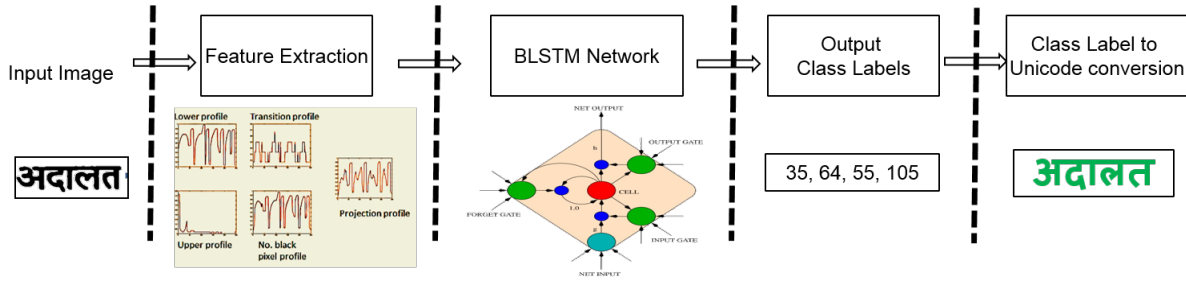 Input Image
अदालत
Feature Extraction
Lower profile
Transition profile
Projection profile
Upper profile
No. black
pixel profile
BLSTM Network
NET OUTPUT
h
OUTPUT GATE
CELL
1.0
FORGET GATE
g
INPUT GATE
NET INPUT
Output
Class Labels
35, 64, 55, 105
Class Label to
Unicode conversion
अदालत